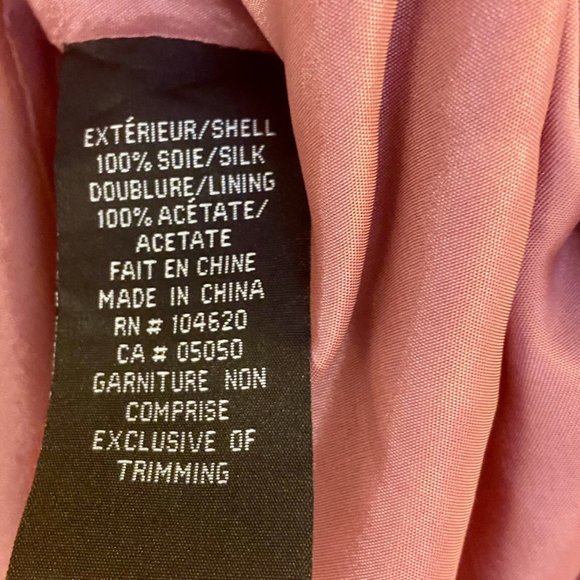 EXTÉRIEUR/SHELL
100% SOIE/SILK
DOUBLURE/LINING
100% ACÉTATE/
ACETATE
FAIT EN CHINE
MADE IN CHINA
RN # 104620
CA # 05050
GARNITURE NON
COMPRISE
EXCLUSIVE OF
TRIMMING